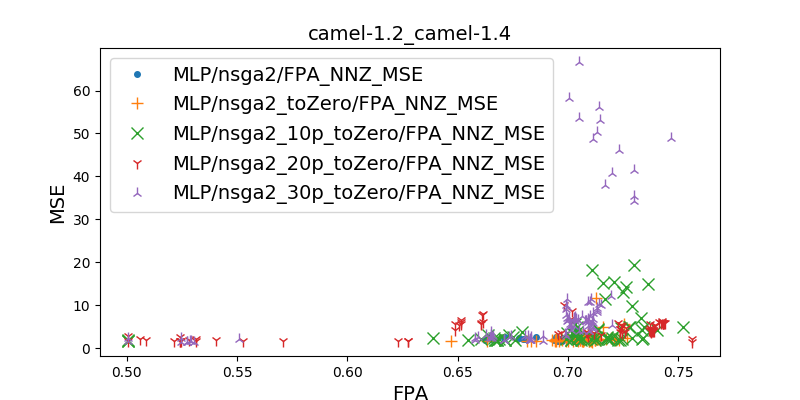 camel-1.2_camel-1.4
MLP/nsga2/FPA_NNZ_MSE
MLP/nsga2_toZero/FPA_NNZ_MSE
MLP/nsga2_10p_toZero/FPA_NNZ_MSE
MLP/nsga2_20p_toZero/FPA_NNZ_MSE
MLP/nsga2_30p_toZero/FPA_NNZ_MSE
MSE
60
50
40
30
20
10
0
0.50 0.55 0.60 0.65 0.70 0.75
FPA